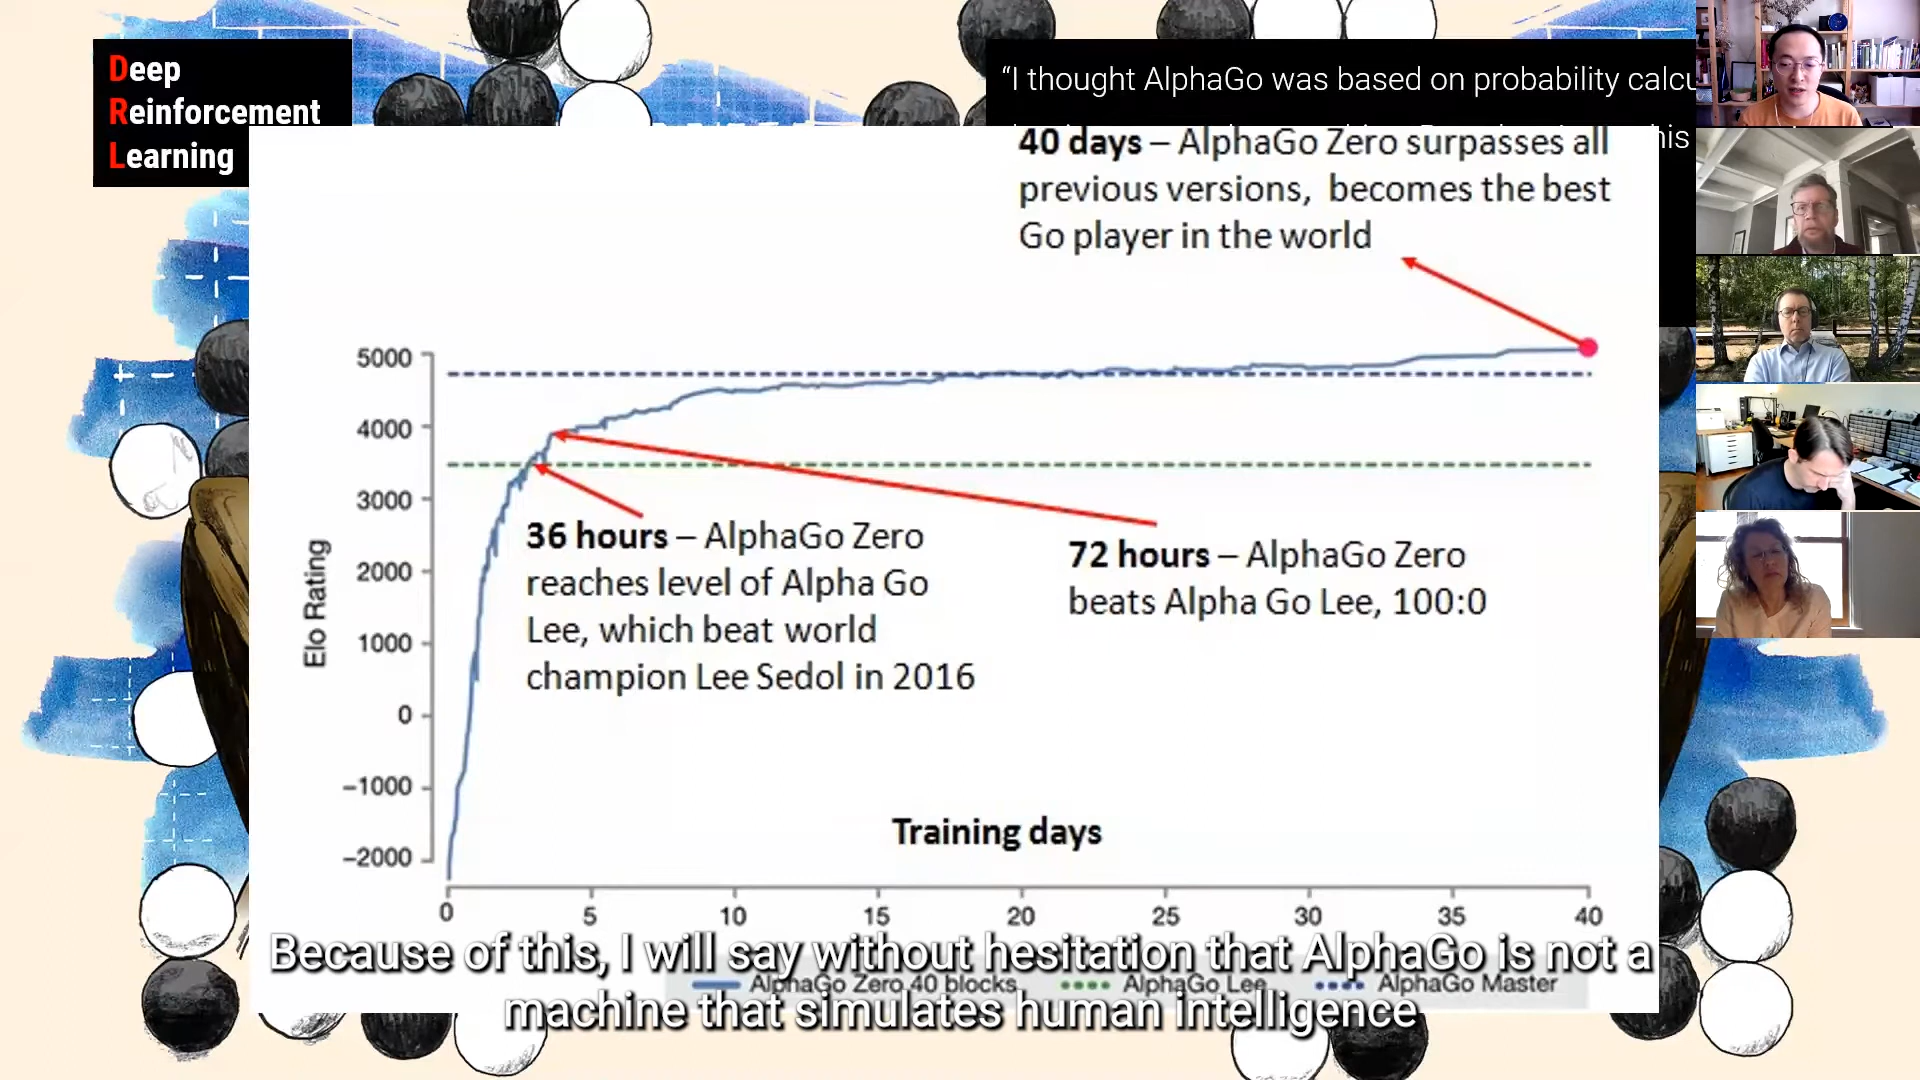 Deep
Reinforcement
Learning
“I thought AlphaGo was based on probability
his
40 days – AlphaGo Zero surpasses all
previous versions, becomes the best
Go player in the world
5000
4000
3000
2000
1000
0
−1000
−2000
Elo Rating
36 hours – AlphaGo Zero
reaches level of Alpha Go
Lee, which beat world
champion Lee Sedol in 2016
72 hours – AlphaGo Zero
beats Alpha Go Lee, 100:0
Training days
0 5 10 15 20 25 30 35 40
AlphaGo Zero 40 blocks AlphaGo Lee AlphaGo Master
Because of this, I will say without hesitation that AlphaGo is not a
machine that simulates human intelligence